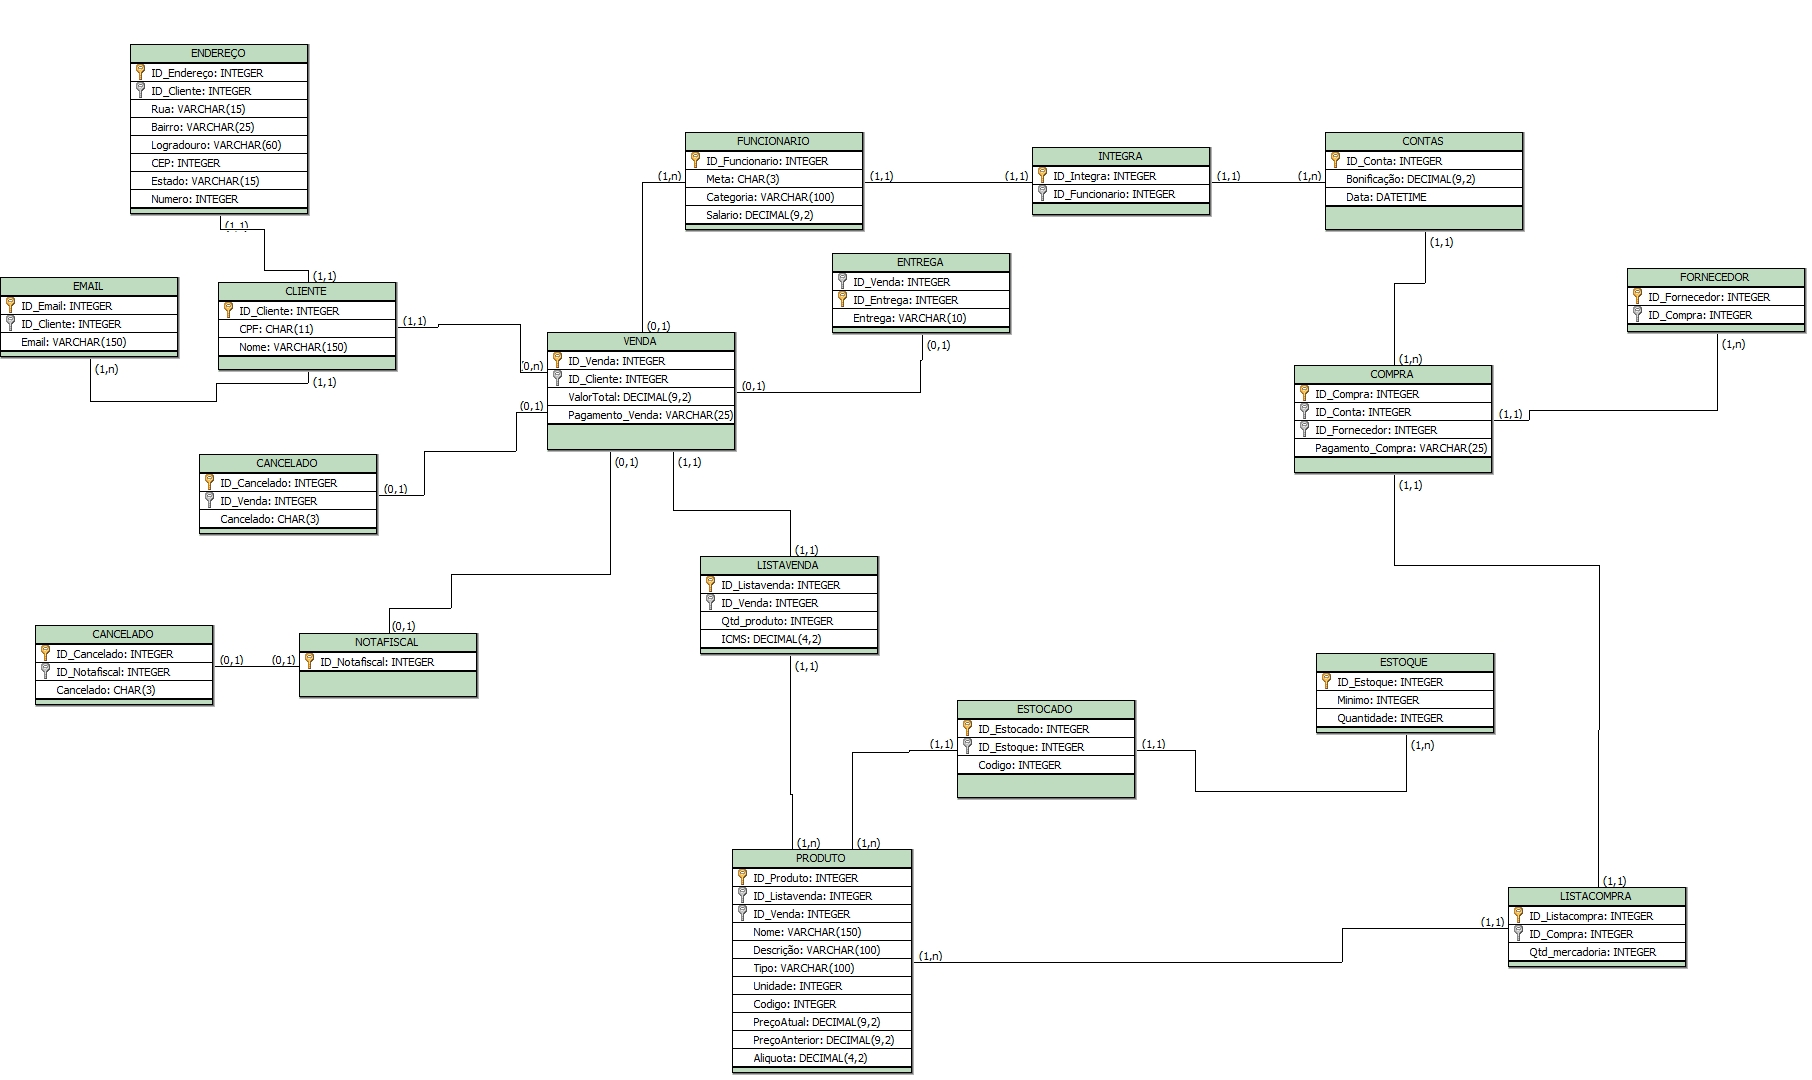 ENDEREÇO
ID_Endereço: INTEGER
ID_Cliente: INTEGER
Rua: VARCHAR(15)
Bairro: VARCHAR(25)
Logradouro: VARCHAR(60)
CEP: INTEGER
Estado: VARCHAR(15)
Numero: INTEGER
(1,1)
(1,1)
EMAIL
ID_Email: INTEGER
ID_Cliente: INTEGER
Email: VARCHAR(150)
(1,n)
CLIENTE
ID_Cliente: INTEGER
CPF: CHAR(11)
Nome: VARCHAR(150)
(1,1)
(1,1)
FUNCIONARIO
ID_Funcionario: INTEGER
Meta: CHAR(3)
Categoria: VARCHAR(100)
Salario: DECIMAL(9,2)
(1,n)
(1,1)
(1,1)
INTEGRA
ID_Integra: INTEGER
ID_Funcionario: INTEGER
(1,1)
(1,n)
CONTAS
ID_Conta: INTEGER
Bonificação: DECIMAL(9,2)
Data: DATETIME
(1,1)
ENTREGA
ID_Venda: INTEGER
ID_Entrega: INTEGER
Entrega: VARCHAR(10)
(0,1)
FORNECEDOR
ID_Fornecedor: INTEGER
ID_Compra: INTEGER
(1,n)
(0,1)
VENDA
ID_Venda: INTEGER
ID_Cliente: INTEGER
ValorTotal: DECIMAL(9,2)
Pagamento_Venda: VARCHAR(25)
(0,n)
(0,1)
(0,1)
(0,1)
(1,1)
(1,n)
COMPRA
ID_Compra: INTEGER
ID_Conta: INTEGER
ID_Fornecedor: INTEGER
Pagamento_Compra: VARCHAR(25)
(1,1)
(1,1)
CANCELADO
ID_Cancelado: INTEGER
ID_Venda: INTEGER
Cancelado: CHAR(3)
(0,1)
(1,1)
LISTAVENDA
ID_Listavenda: INTEGER
ID_Venda: INTEGER
Qtd_produto: INTEGER
ICMS: DECIMAL(4,2)
(1,1)
CANCELADO
ID_Cancelado: INTEGER
ID_Notafiscal: INTEGER
Cancelado: CHAR(3)
(0,1)
(0,1)
(0,1)
NOTAFISCAL
ID_Notafiscal: INTEGER
ESTOQUE
ID_Estoque: INTEGER
Minimo: INTEGER
Quantidade: INTEGER
(1,n)
ESTOCADO
ID_Estocado: INTEGER
ID_Estoque: INTEGER
Codigo: INTEGER
(1,1)
(1,1)
(1,n)
(1,n)
PRODUTO
ID_Produto: INTEGER
ID_Listavenda: INTEGER
ID_Venda: INTEGER
Nome: VARCHAR(150)
Descrição: VARCHAR(100)
Tipo: VARCHAR(100)
Unidade: INTEGER
Codigo: INTEGER
PreçoAtual: DECIMAL(9,2)
PreçoAnterior: DECIMAL(9,2)
Aliquota: DECIMAL(4,2)
(1,n)
(1,1)
(1,1)
LISTACOMPRA
ID_Listacompra: INTEGER
ID_Compra: INTEGER
Qtd_mercadoria: INTEGER